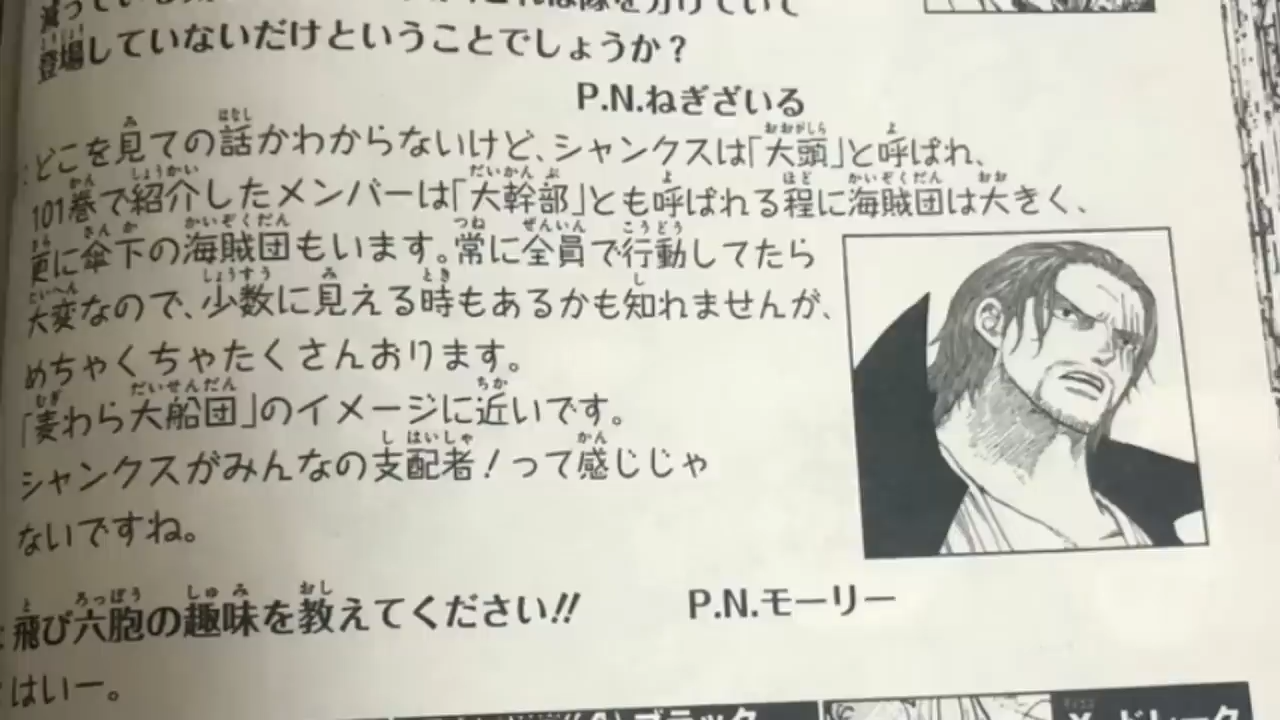 登場していないだけということでしょうか？
P.N.ねぎざいる
どこを見ての話かわからないけど、シャンクスは「大頭」と呼ばれ、
101巻で紹介したメンバーは「大幹部」とも呼ばれる程に海賊団は大きく、
更に傘下の海賊団もいます。常に全員で行動してたら
大変なので、少数に見える時もあるかも知れませんが、
めちゃくちゃたくさんおります。
「麦わら大船団」のイメージに近いです。
シャンクスがみんなの支配者！って感じじゃ
ないですね。
飛び六胞の趣味を教えてください!!
P.N.モーリー
はいー。
ブラック
X・ドレーク